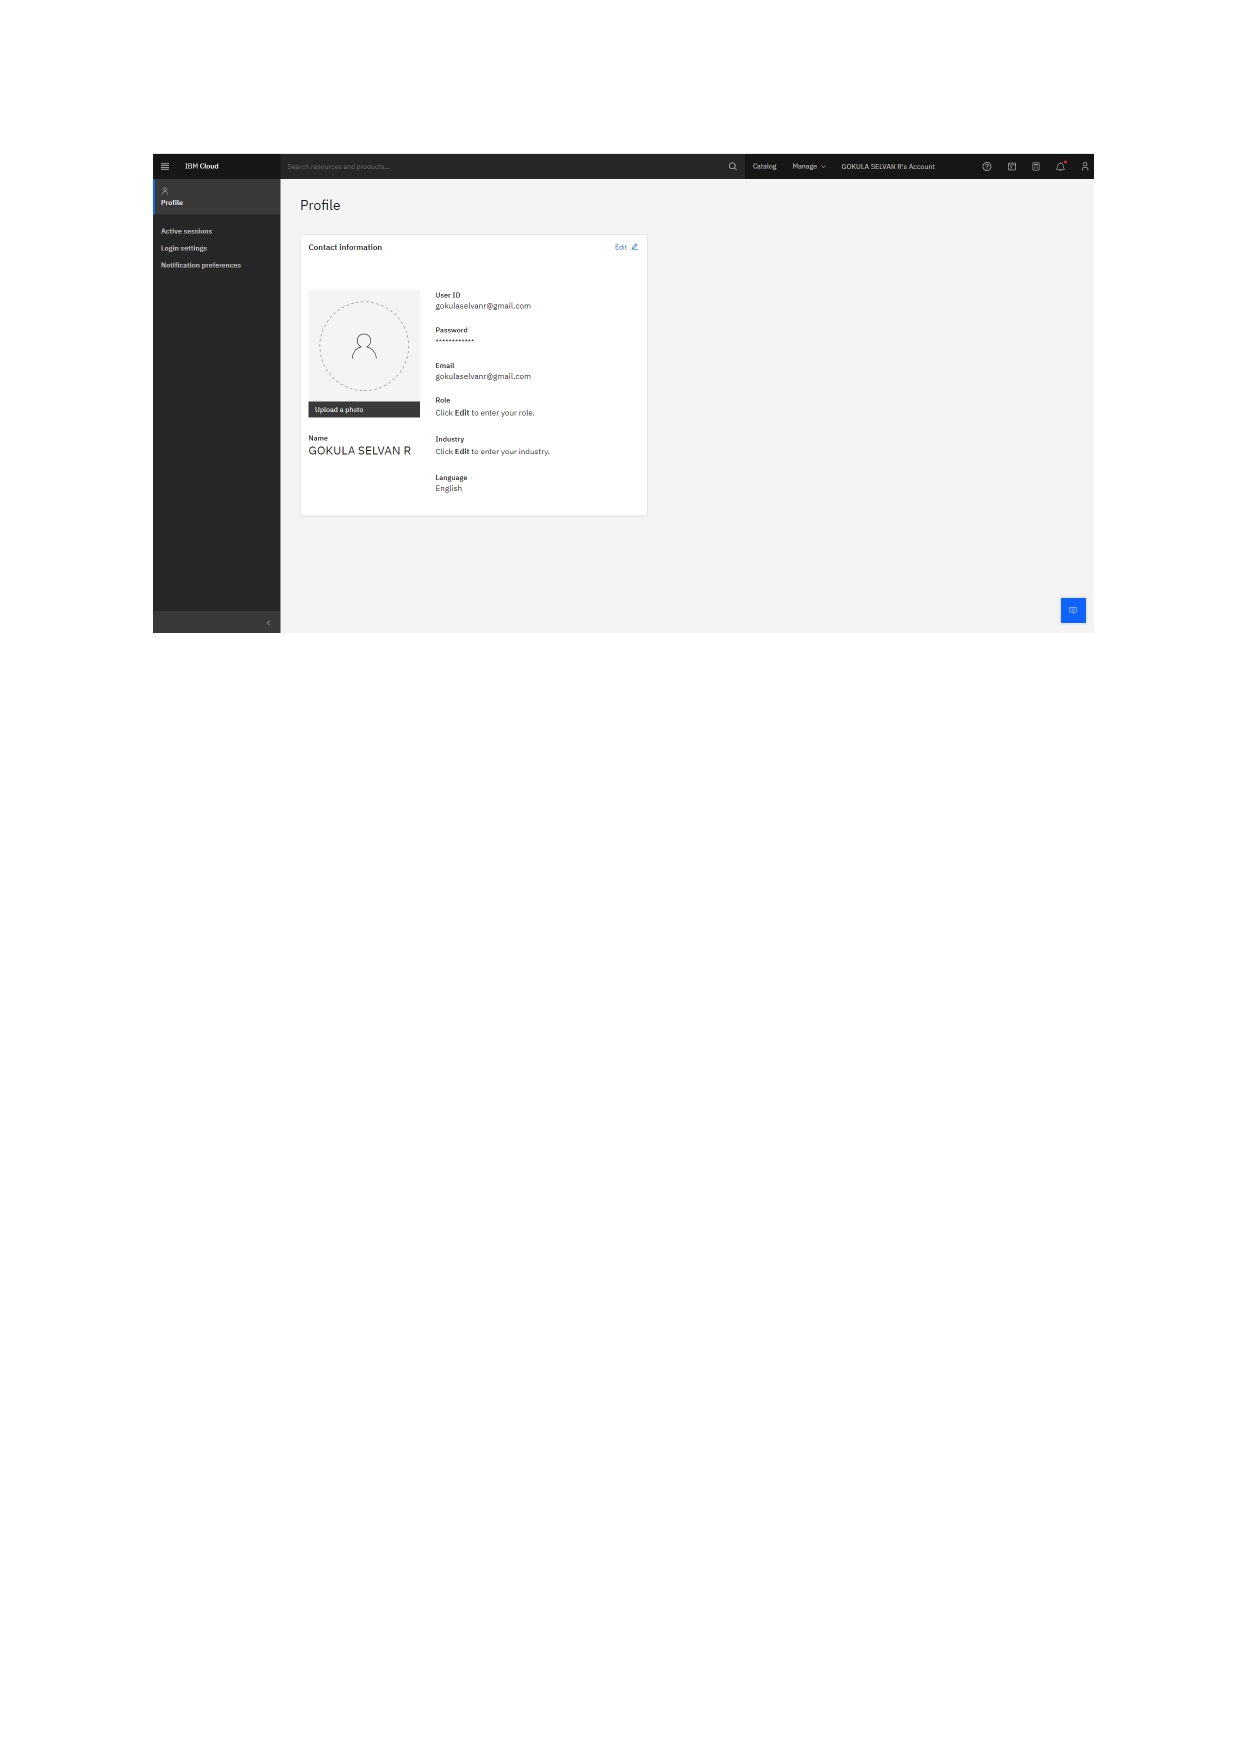 IBM Cloud
Search resources and products...
Catalog
Manage
GOKULA SELVAN R's Account
Profile
Active sessions
Login settings
Notification preferences
Profile
Contact information
Edit
Upload a photo
Name
GOKULA SELVAN R
User ID
gokulaselvanr@gmail.com
Password
************
Email
gokulaselvanr@gmail.com
Role
Click Edit to enter your role.
Industry
Click Edit to enter your industry.
Language
English